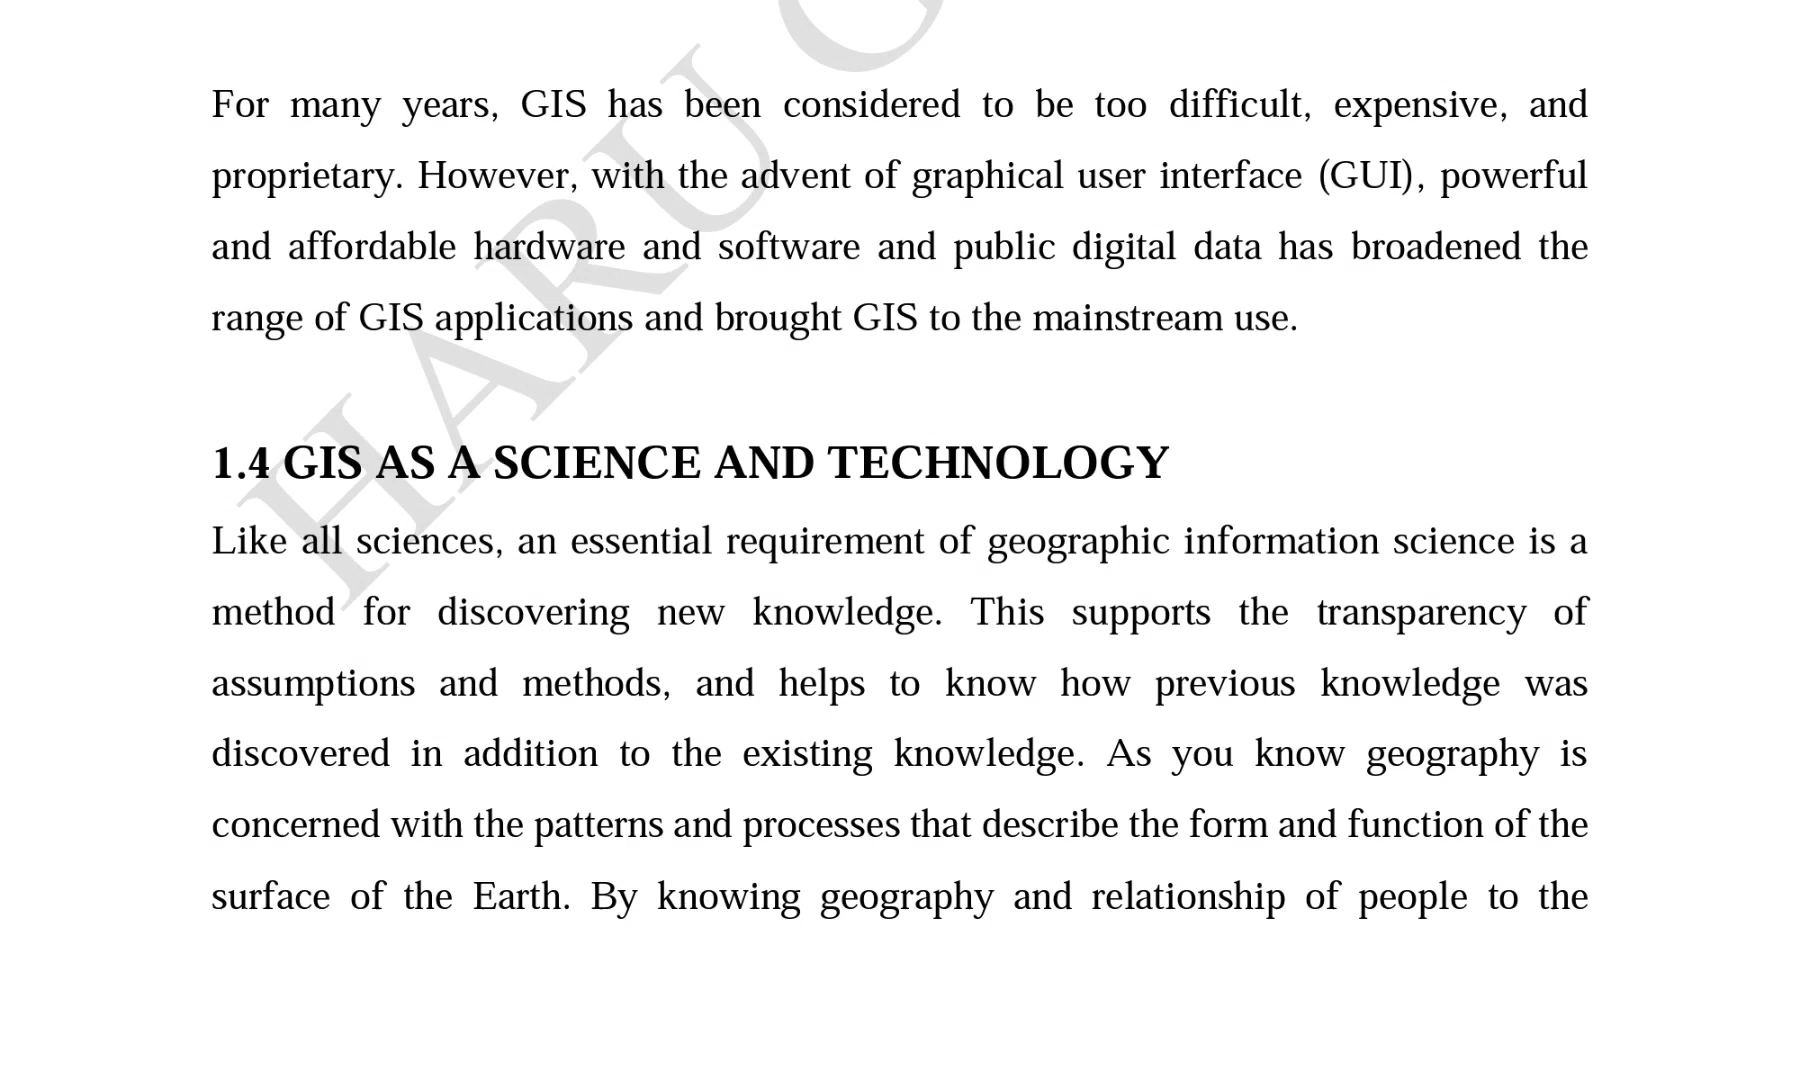 For many years, GIS has been considered to be too difficult, expensive, and
proprietary. However, with the advent of graphical user interface (GUI), powerful
and affordable hardware and software and public digital data has broadened the
range of GIS applications and brought GIS to the mainstream use.
1.4 GIS AS A SCIENCE AND TECHNOLOGY
Like all sciences, an essential requirement of geographic information science is a
method for discovering new knowledge. This supports the transparency of
assumptions and methods, and helps to know how previous knowledge was
discovered in addition to the existing knowledge. As you know geography is
concerned with the patterns and processes that describe the form and function of the
surface of the Earth. By knowing geography and relationship of people to the
HARU